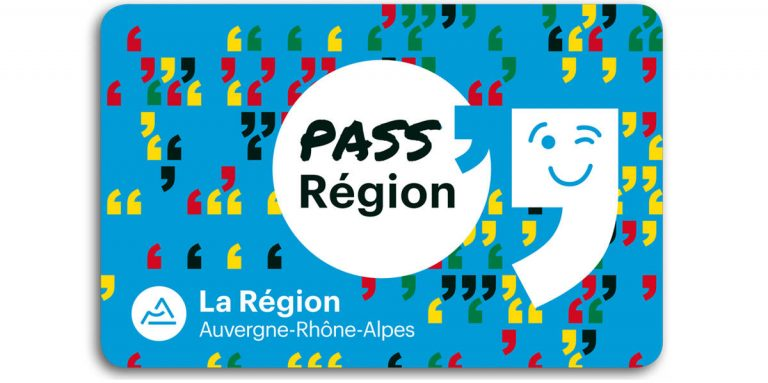 PASS
Région
La Région
Auvergne-Rhône-Alpes